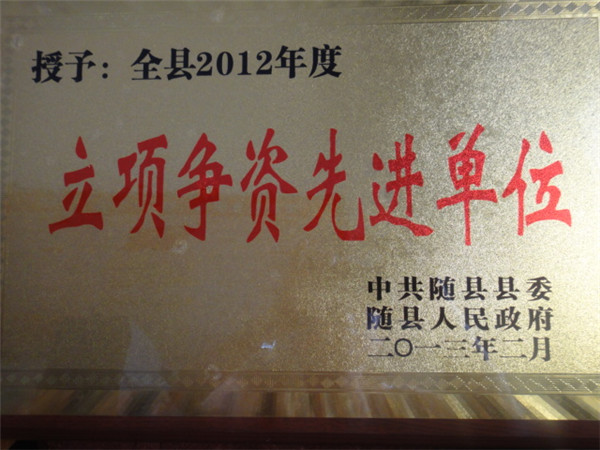 授予：全县2012年度
立项争资先进单位
中共随县县委
随县人民政府
二〇一三年二月